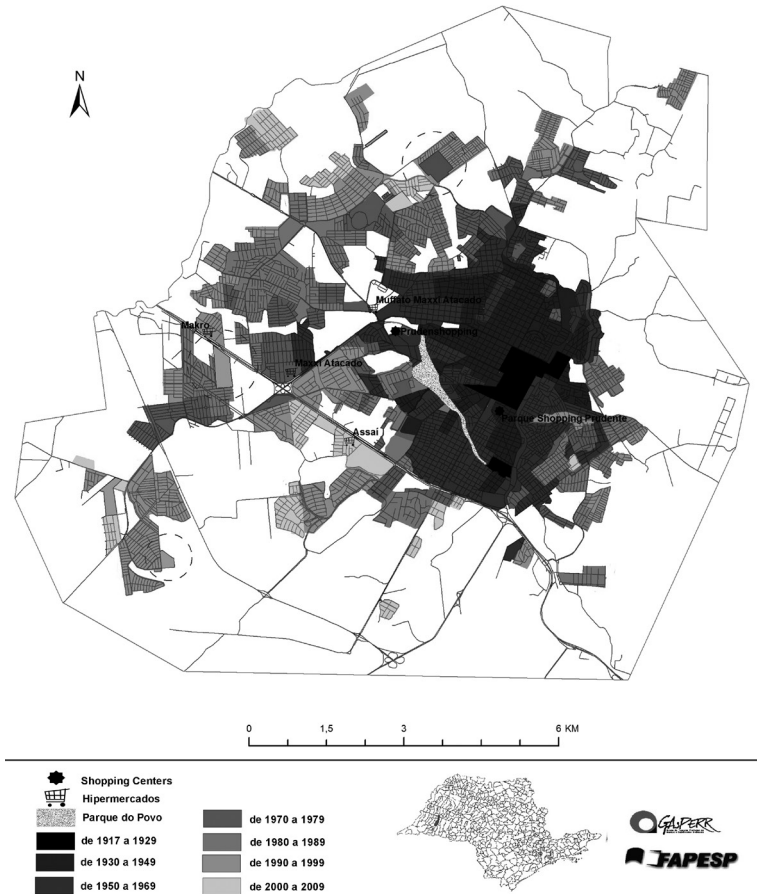 N
Muffato Maxxi Atacado
Makro
Prudenshopping
Maxxi Atacado
Parque Shopping Prudente
Assaí
0 1,5 3 6 KM
Shopping Centers
Hipermercados
Parque do Povo
de 1917 a 1929
de 1930 a 1949
de 1950 a 1969
de 1970 a 1979
de 1980 a 1989
de 1990 a 1999
de 2000 a 2009
GAsPERR
FAPESP